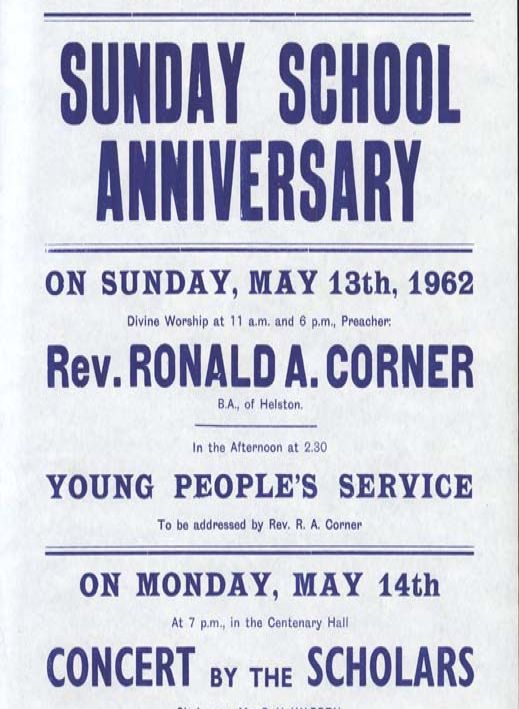 SUNDAY SCHOOL
ANNIVERSARY
ON SUNDAY, MAY 13th, 1962
Divine Worship at 11 a.m. and 6 p.m., Preacher:
Rev. RONALD A. CORNER
B.A., of Helston.
In the Afternoon at 2.30
YOUNG PEOPLE'S SERVICE
To be addressed by Rev. R. A. Corner
ON MONDAY, MAY 14th
At 7 p.m., in the Centenary Hall
CONCERT BY THE SCHOLARS